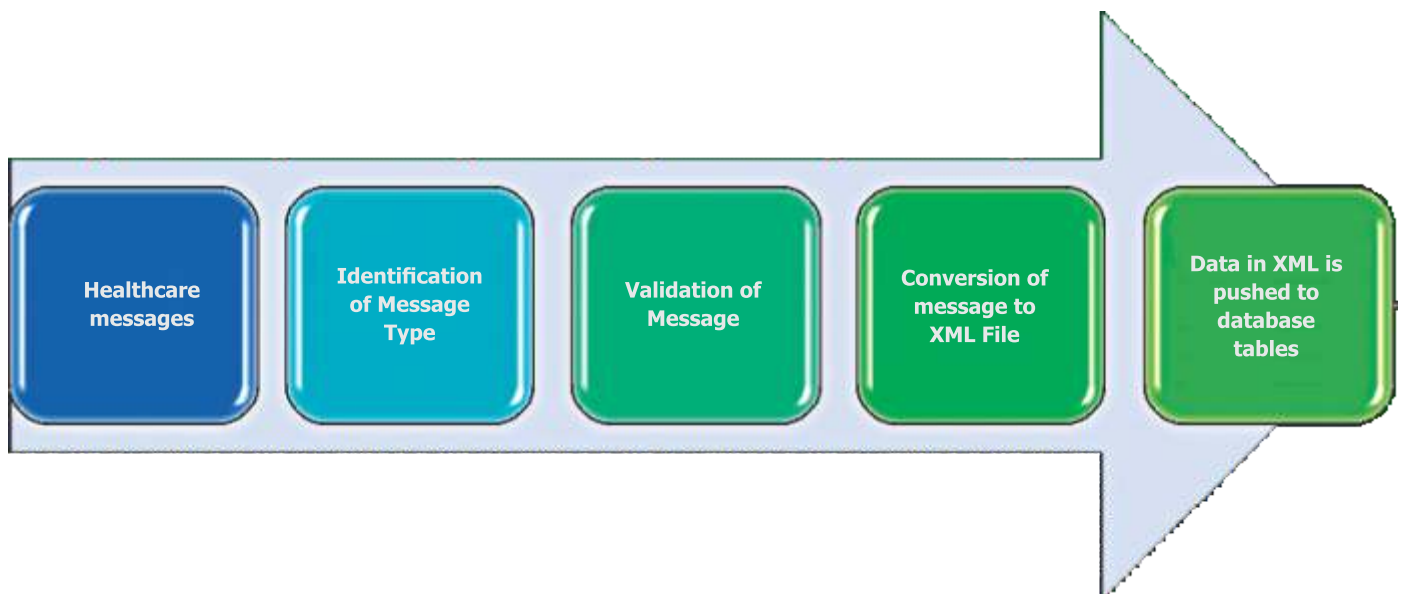 Healthcare
messages
Identification
of Message
Type
Validation of
Message
Conversion of
message to
XML File
Data in XML is
pushed to
database
tables